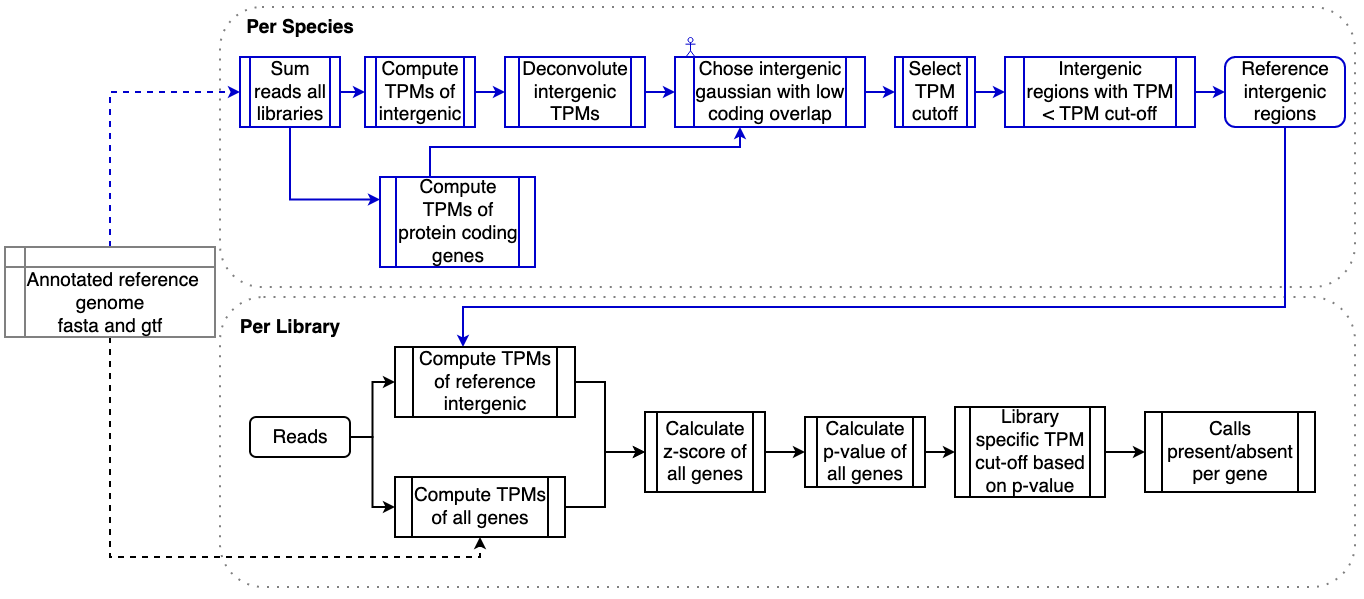 Per Species
Sum
reads all
libraries
Compute
TPMs of
intergenic
Deconvolute
intergenic
TPMs
Chose intergenic
gaussian with low
coding overlap
Select
TPM
cutoff
Intergenic
regions with TPM
< TPM cut-off
Reference
intergenic
regions
Compute
TPMs of
protein coding
genes
Annotated reference
genome
fasta and gtf
Per Library
Reads
Compute TPMs
of reference
intergenic
Compute TPMs
of all genes
Calculate
z-score of
all genes
Calculate
p-value of
all genes
Library
specific TPM
cut-off based
on p-value
Calls
present/absent
per gene